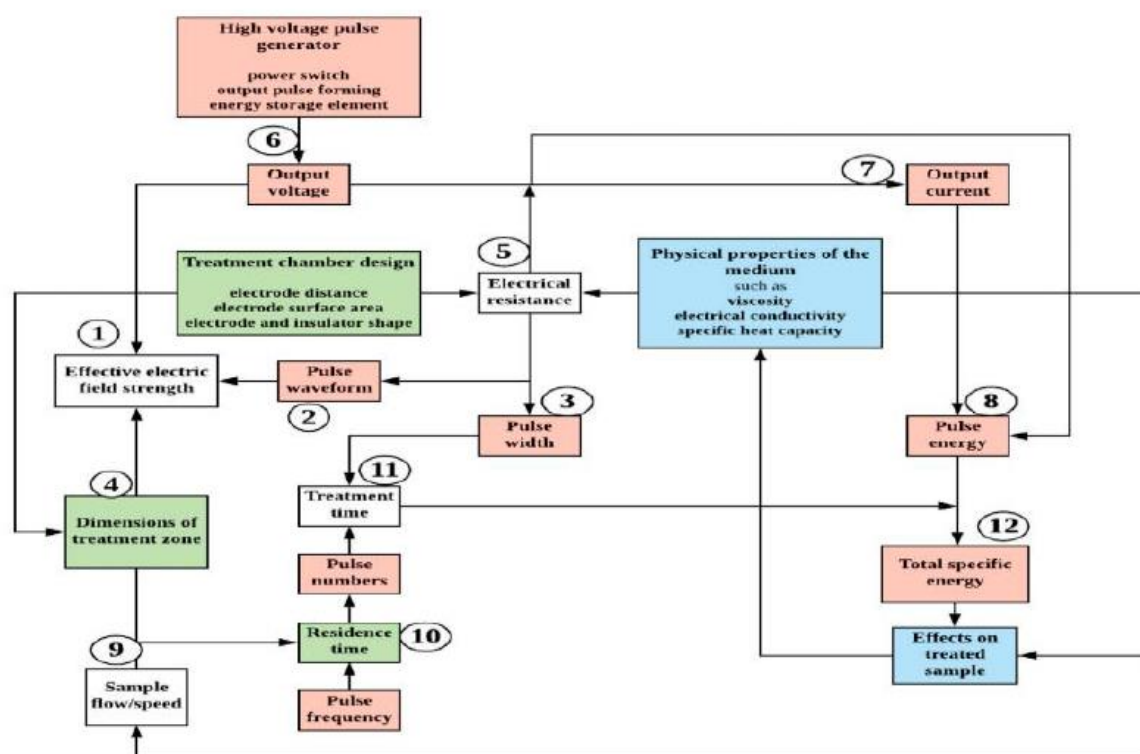 High voltage pulse
generator
power switch
output pulse forming
energy storage element
6
Output
voltage
7
Output
current
5
Treatment chamber design
electrode distance
electrode surface area
electrode and insulator shape
Electrical
resistance
Physical properties of the
medium
such as
viscosity
electrical conductivity
specific heat capacity
1
Effective electric
field strength
Pulse
waveform
2
3
Pulse
width
8
Pulse
energy
11
4
Treatment
time
Dimensions of
treatment zone
12
Pulse
numbers
Total specific
energy
Residence
time
10
9
Effects on
treated
sample
Sample
flow/speed
Pulse
frequency